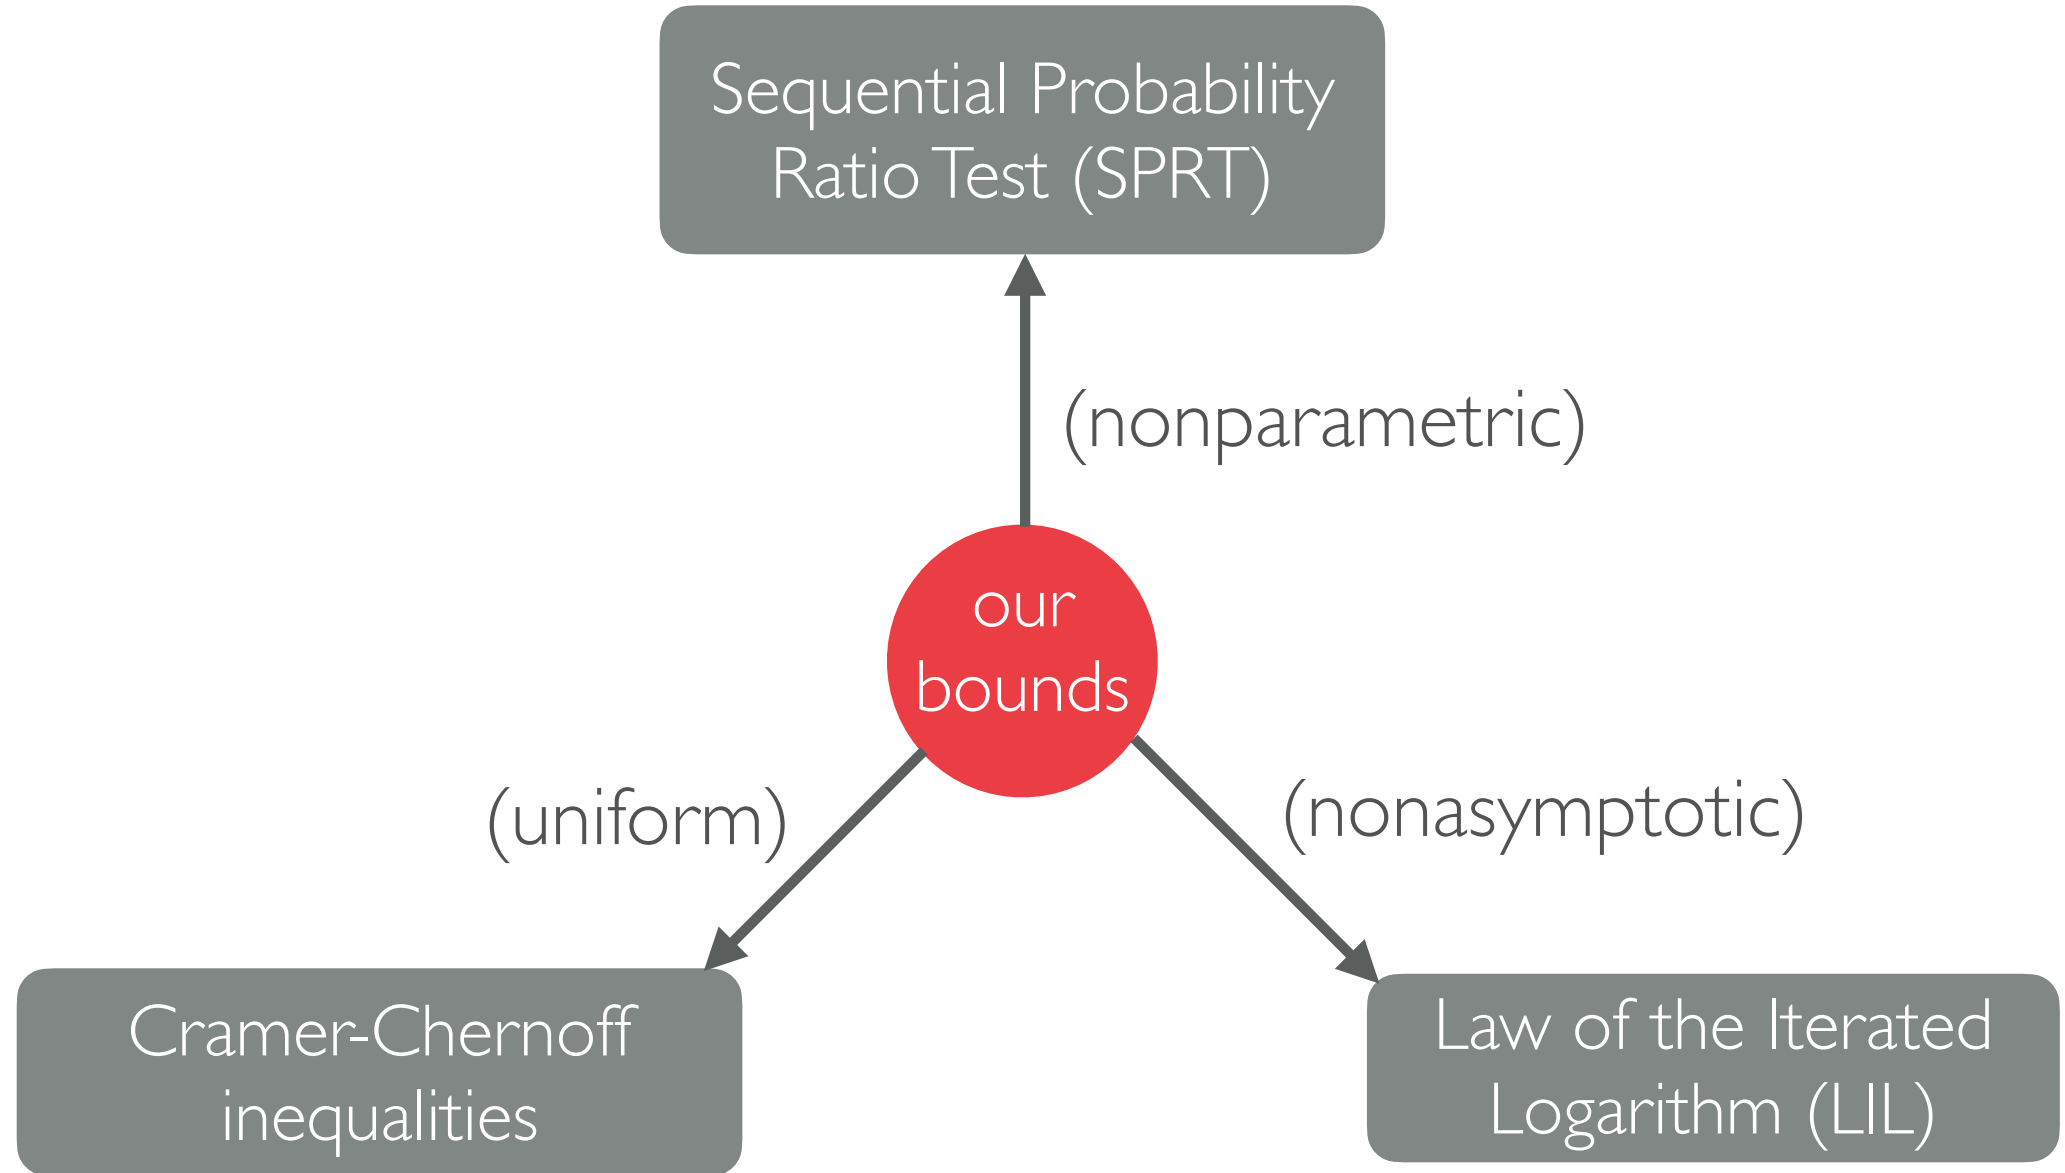 Sequential Probability
Ratio Test (SPRT)
(nonparametric)
our
bounds
(uniform)
(nonasymptotic)
Cramer-Chernoff
inequalities
Law of the Iterated
Logarithm (LIL)